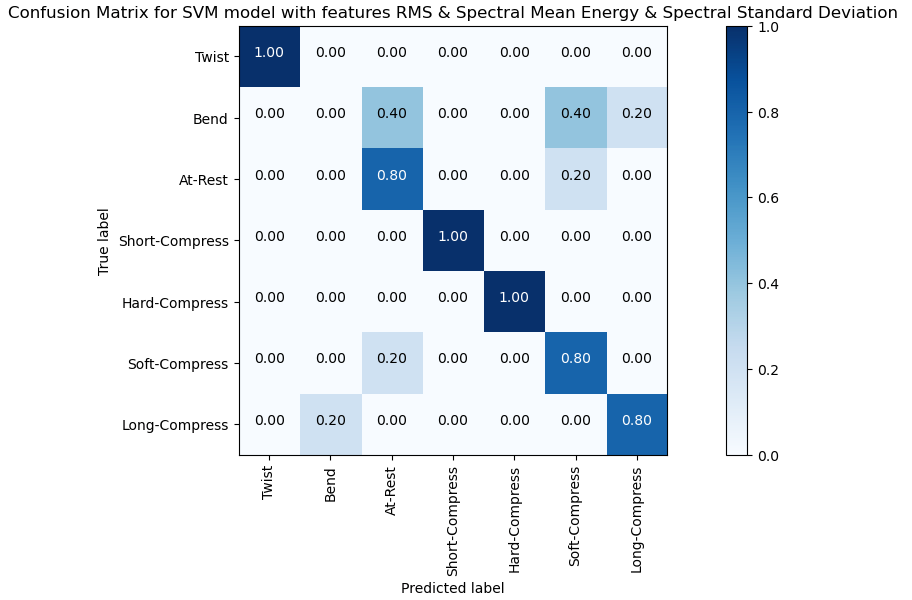 Confusion Matrix for SVM model with features RMS & Spectral Mean Energy & Spectral Standard Deviation
Twist 1.00 0.00 0.00 0.00 0.00 0.00 0.00
Bend 0.00 0.00 0.40 0.00 0.00 0.40 0.20
At-Rest 0.00 0.00 0.80 0.00 0.00 0.20 0.00
Short-Compress 0.00 0.00 0.00 1.00 0.00 0.00 0.00
Hard-Compress 0.00 0.00 0.00 0.00 1.00 0.00 0.00
Soft-Compress 0.00 0.00 0.20 0.00 0.00 0.80 0.00
Long-Compress 0.00 0.20 0.00 0.00 0.00 0.00 0.80
True label
Twist
Bend
At-Rest
Short-Compress
Hard-Compress
Soft-Compress
Long-Compress
Predicted label
1.0
0.8
0.6
0.4
0.2
0.0